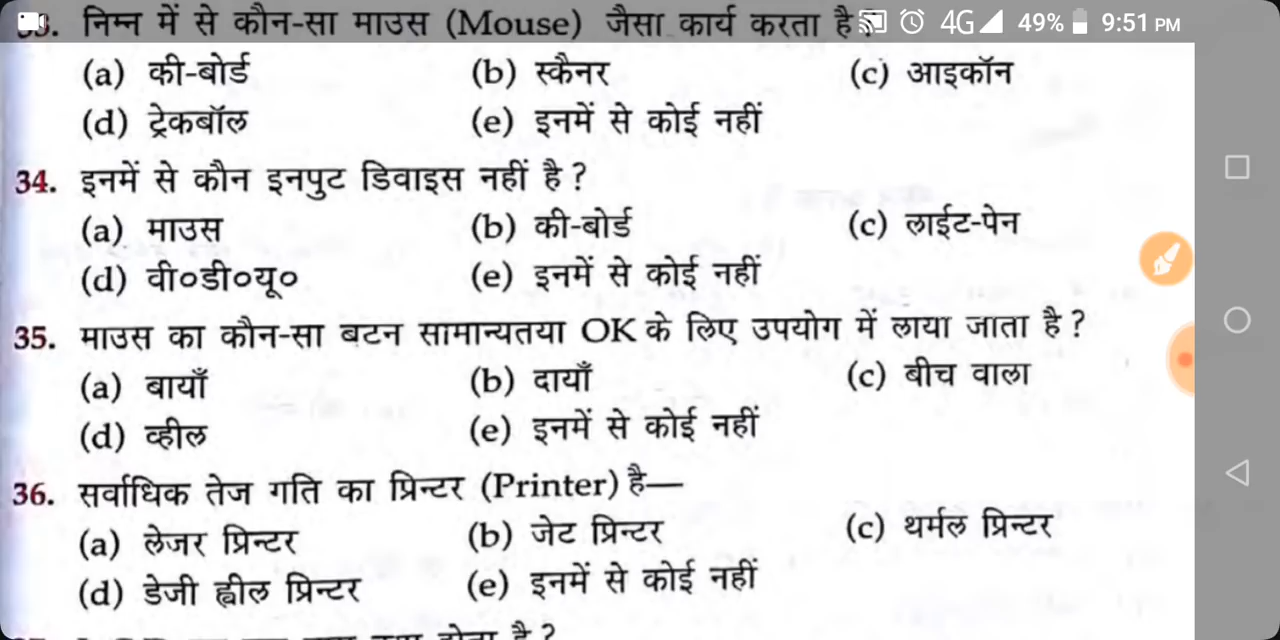 निम्न में से कौन-सा माउस (Mouse) जैसा कार्य करता है 4G 49% 9:51 PM
(a) की-बोर्ड (b) स्कैनर (c) आइकॉन
(d) ट्रेकबॉल (e) इनमें से कोई नहीं
34. इनमें से कौन इनपुट डिवाइस नहीं है ?
(a) माउस (b) की-बोर्ड (c) लाईट-पेन
(d) वी०डी०यू० (e) इनमें से कोई नहीं
35. माउस का कौन-सा बटन सामान्यतया OK के लिए उपयोग में लाया जाता है ?
(a) बायाँ (b) दायाँ (c) बीच वाला
(d) व्हील (e) इनमें से कोई नहीं
36. सर्वाधिक तेज गति का प्रिन्टर (Printer) है—
(a) लेजर प्रिन्टर (b) जेट प्रिन्टर (c) थर्मल प्रिन्टर
(d) डेजी ह्वील प्रिन्टर (e) इनमें से कोई नहीं
होता है ?